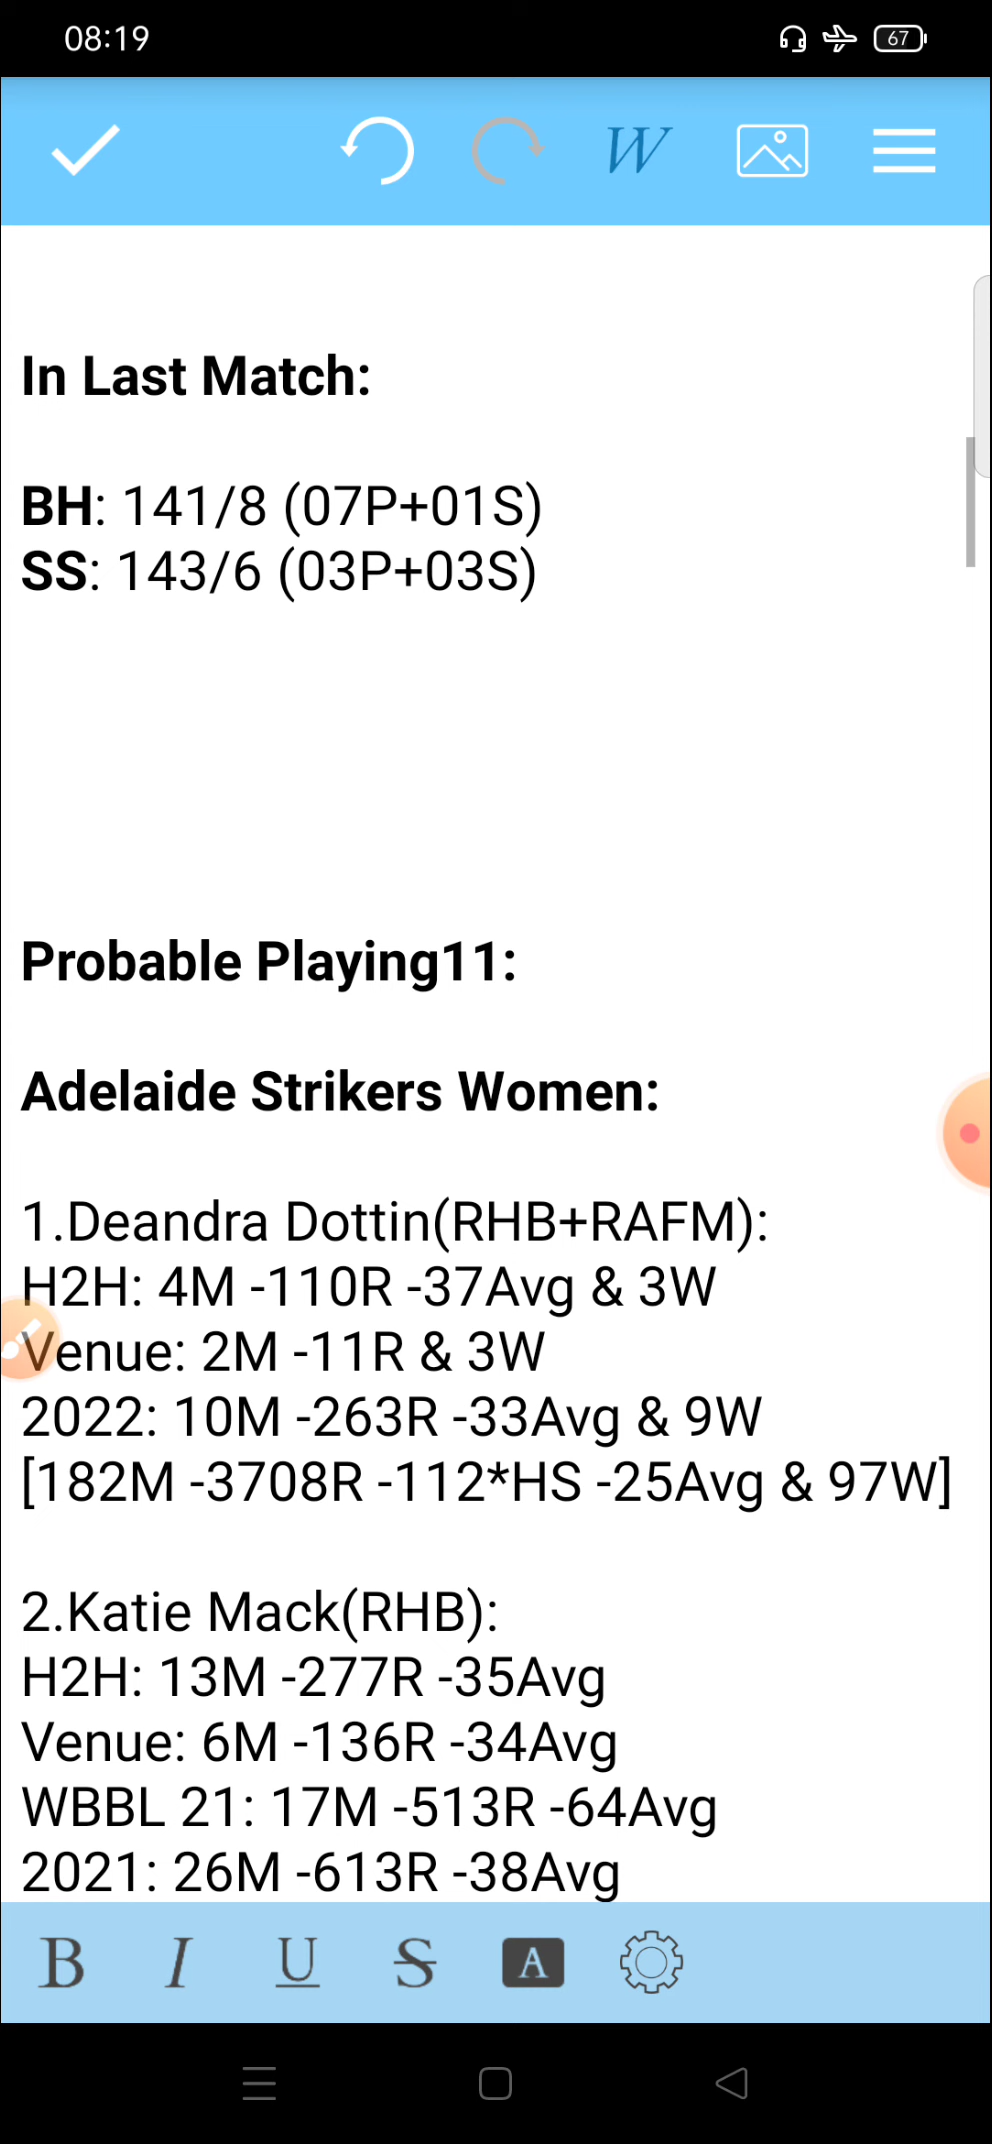 08:19
67
W
In Last Match:
BH: 141/8 (07P+01S)
SS: 143/6 (03P+03S)
Probable Playing11:
Adelaide Strikers Women:
1.Deandra Dottin(RHB+RAFM):
H2H: 4M -110R -37Avg & 3W
Venue: 2M -11R & 3W
2022: 10M -263R -33Avg & 9W
[182M -3708R -112*HS -25Avg & 97W]
2.Katie Mack(RHB):
H2H: 13M -277R -35Avg
Venue: 6M -136R -34Avg
WBBL 21: 17M -513R -64Avg
2021: 26M -613R -38Avg
B I U S A